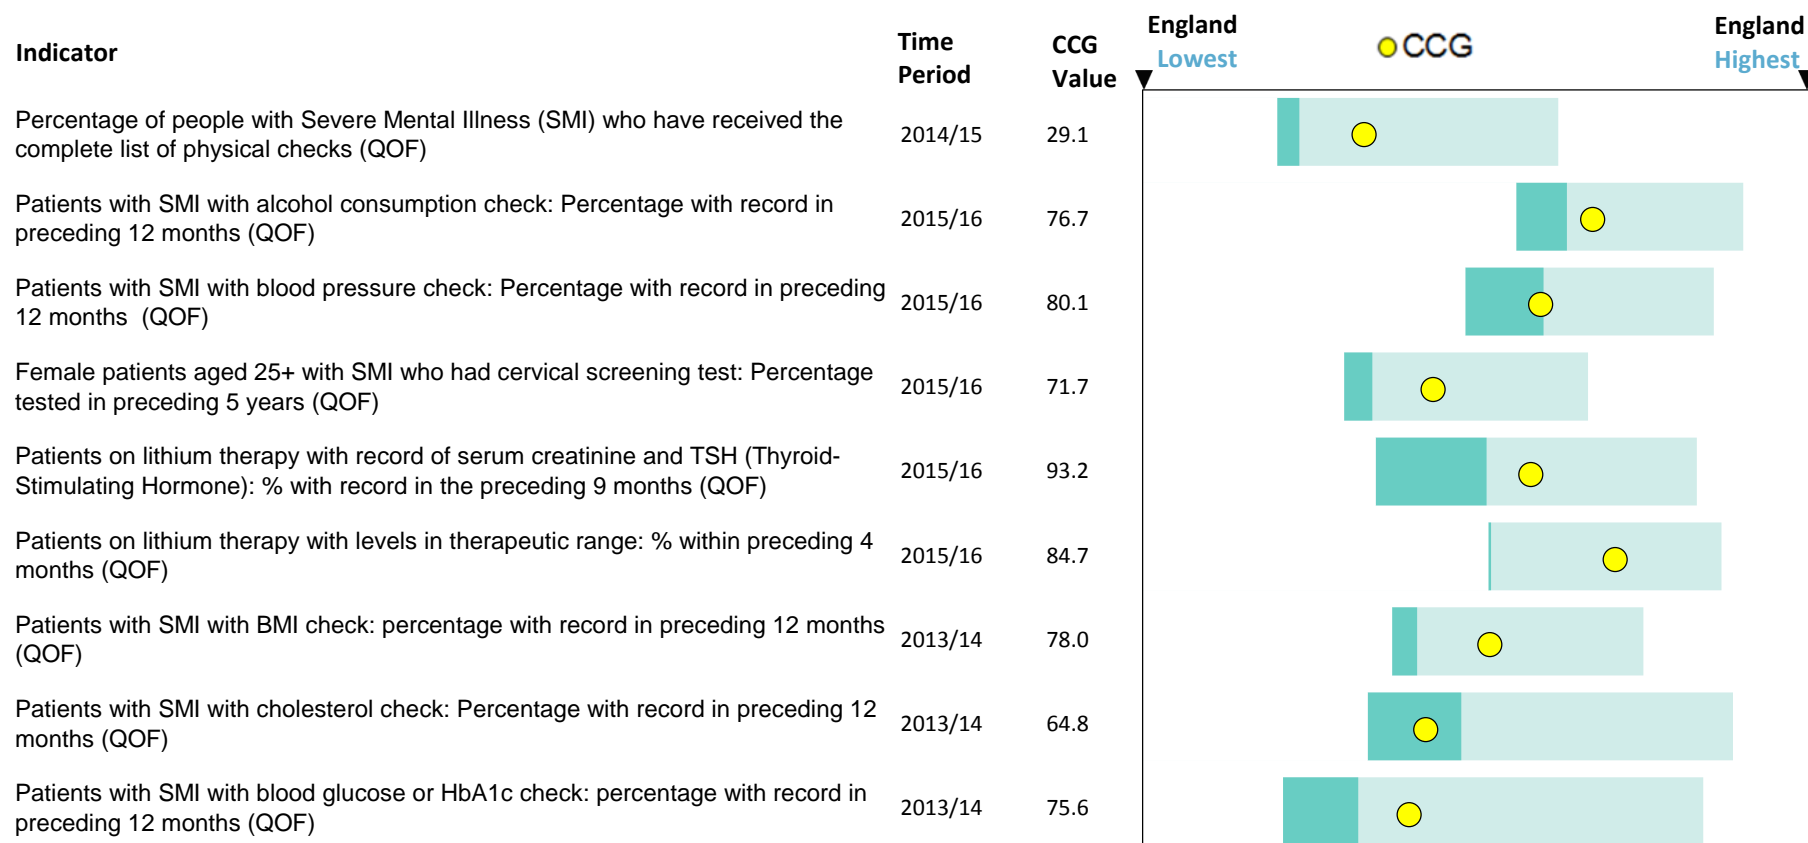 Indicator
Time Period
CCG Value
England Lowest
CCG
England Highest
Percentage of people with Severe Mental Illness (SMI) who have received the
complete list of physical checks (QOF)
2014/15
29.1
Patients with SMI with alcohol consumption check: Percentage with record in
preceding 12 months (QOF)
2015/16
76.7
Patients with SMI with blood pressure check: Percentage with record in preceding
12 months (QOF)
2015/16
80.1
Female patients aged 25+ with SMI who had cervical screening test: Percentage
tested in preceding 5 years (QOF)
2015/16
71.7
Patients on lithium therapy with record of serum creatinine and TSH (Thyroid-
Stimulating Hormone): % with record in the preceding 9 months (QOF)
2015/16
93.2
Patients on lithium therapy with levels in therapeutic range: % within preceding 4
months (QOF)
2015/16
84.7
Patients with SMI with BMI check: percentage with record in preceding 12 months
(QOF)
2013/14
78.0
Patients with SMI with cholesterol check: Percentage with record in preceding 12
months (QOF)
2013/14
64.8
Patients with SMI with blood glucose or HbA1c check: percentage with record in
preceding 12 months (QOF)
2013/14
75.6